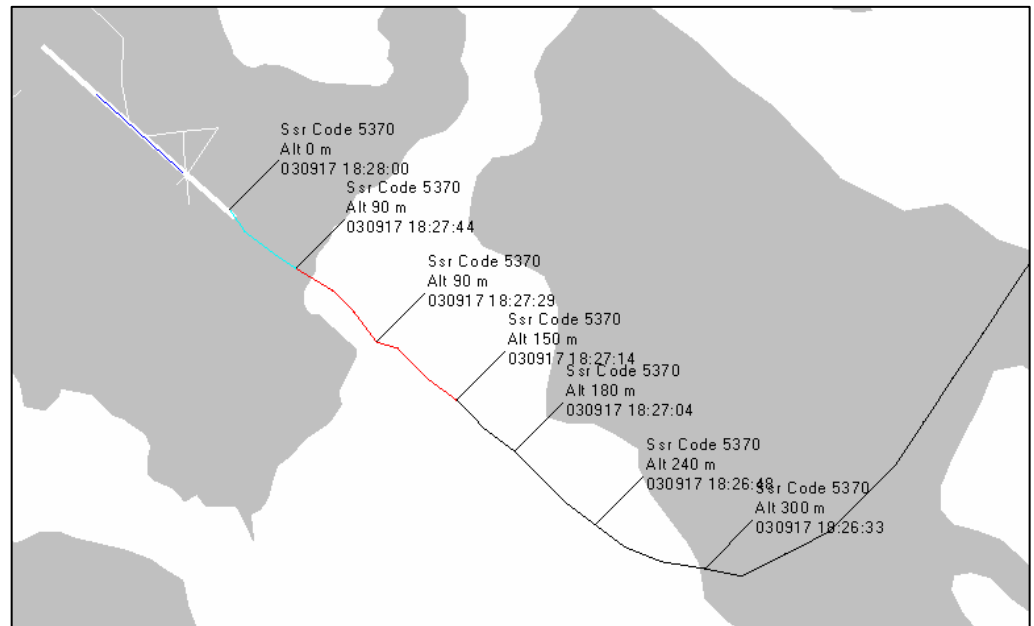 Ssr Code 5370
Alt 0 m
030917 18:28:00
Ssr Code 5370
Alt 90 m
030917 18:27:44
Ssr Code 5370
Alt 90 m
030917 18:27:29
Ssr Code 5370
Alt 150 m
030917 18:27:14
Ssr Code 5370
Alt 180 m
030917 18:27:04
Ssr Code 5370
Alt 240 m
030917 18:26:48
Ssr Code 5370
Alt 300 m
030917 18:26:33